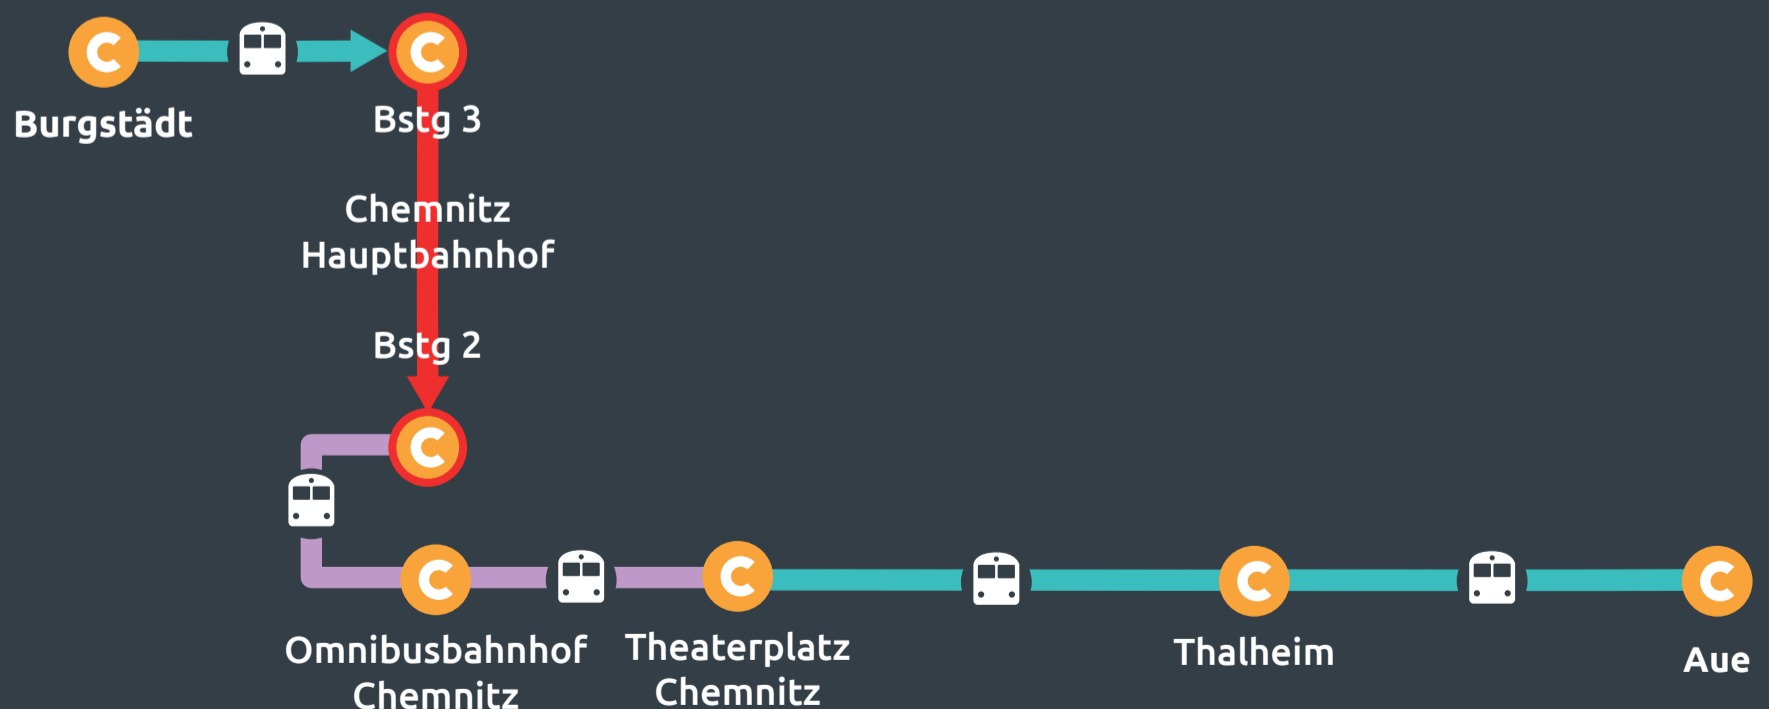 Burgstädt
Bstg 3
Chemnitz
Hauptbahnhof
Bstg 2
Omnibusbahnhof
Chemnitz
Theaterplatz
Chemnitz
Thalheim
Aue